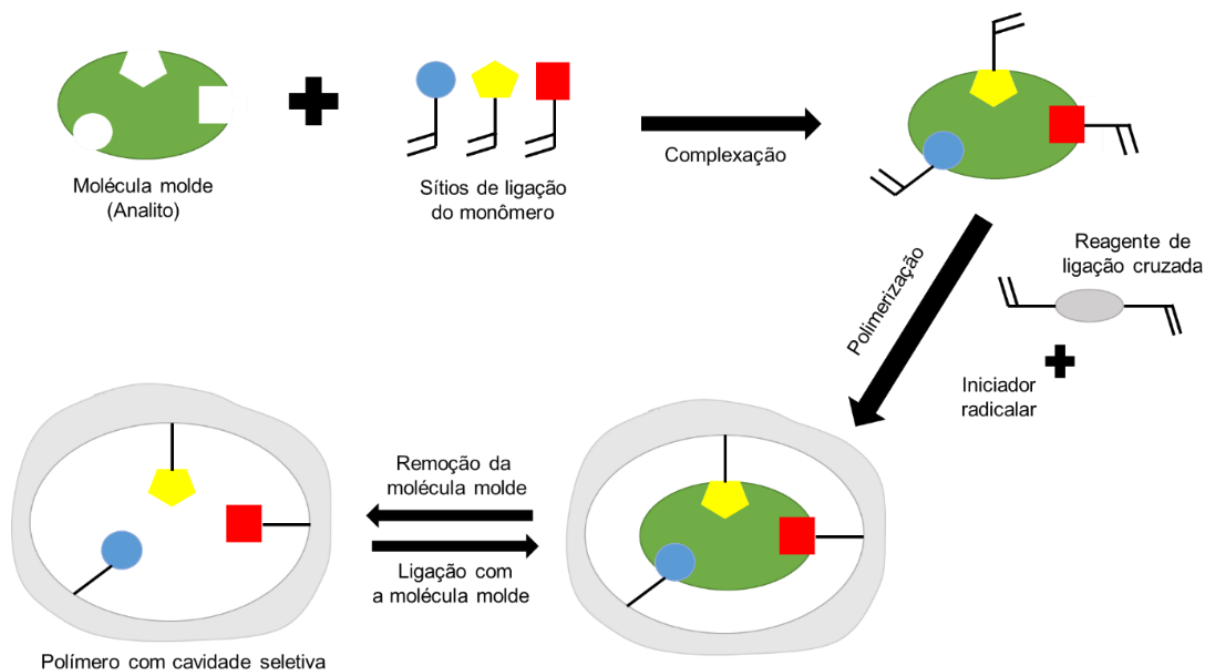 Molécula molde
(Analito)
Sítios de ligação
do monômero
Complexação
Reagente de
ligação cruzada
Polimerização
Iniciador
radicalar
Remoção da
molécula molde
Ligação com
a molécula molde
Polímero com cavidade seletiva